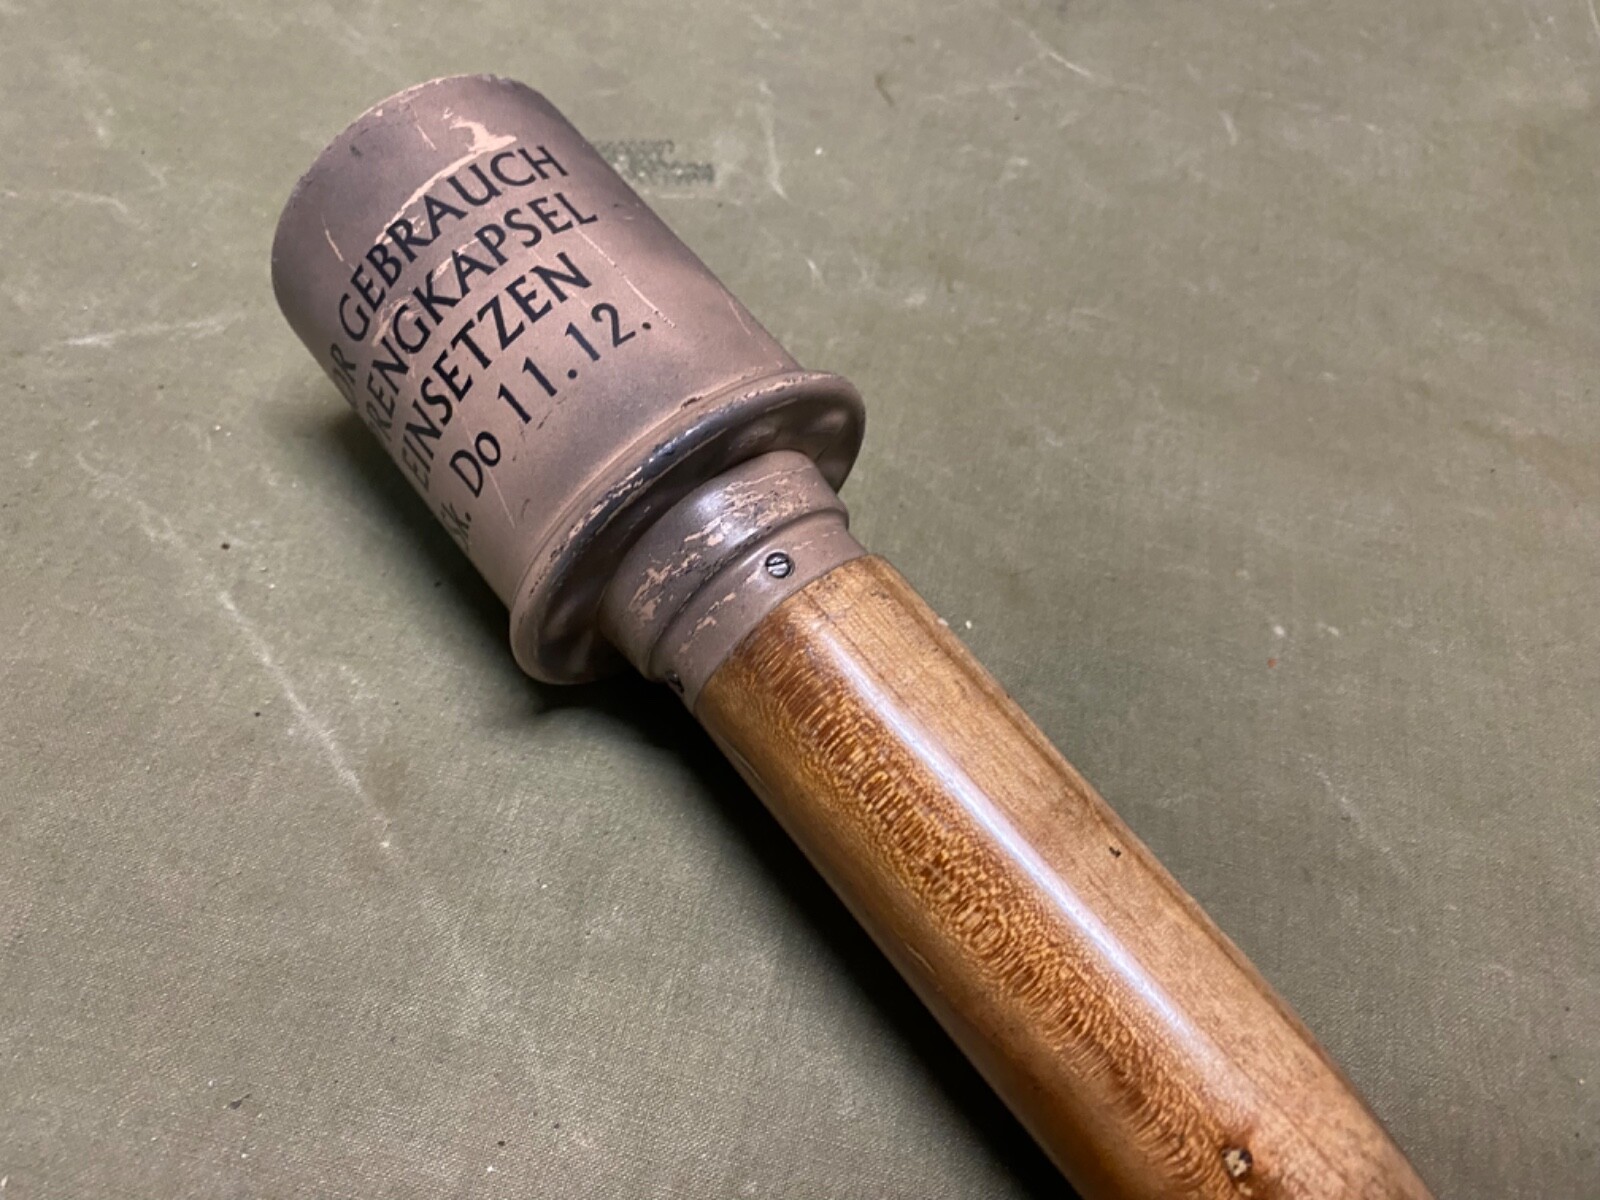 GEBRAUCH
RENGKAPSEL
EINSETZEN
Do 11.12.